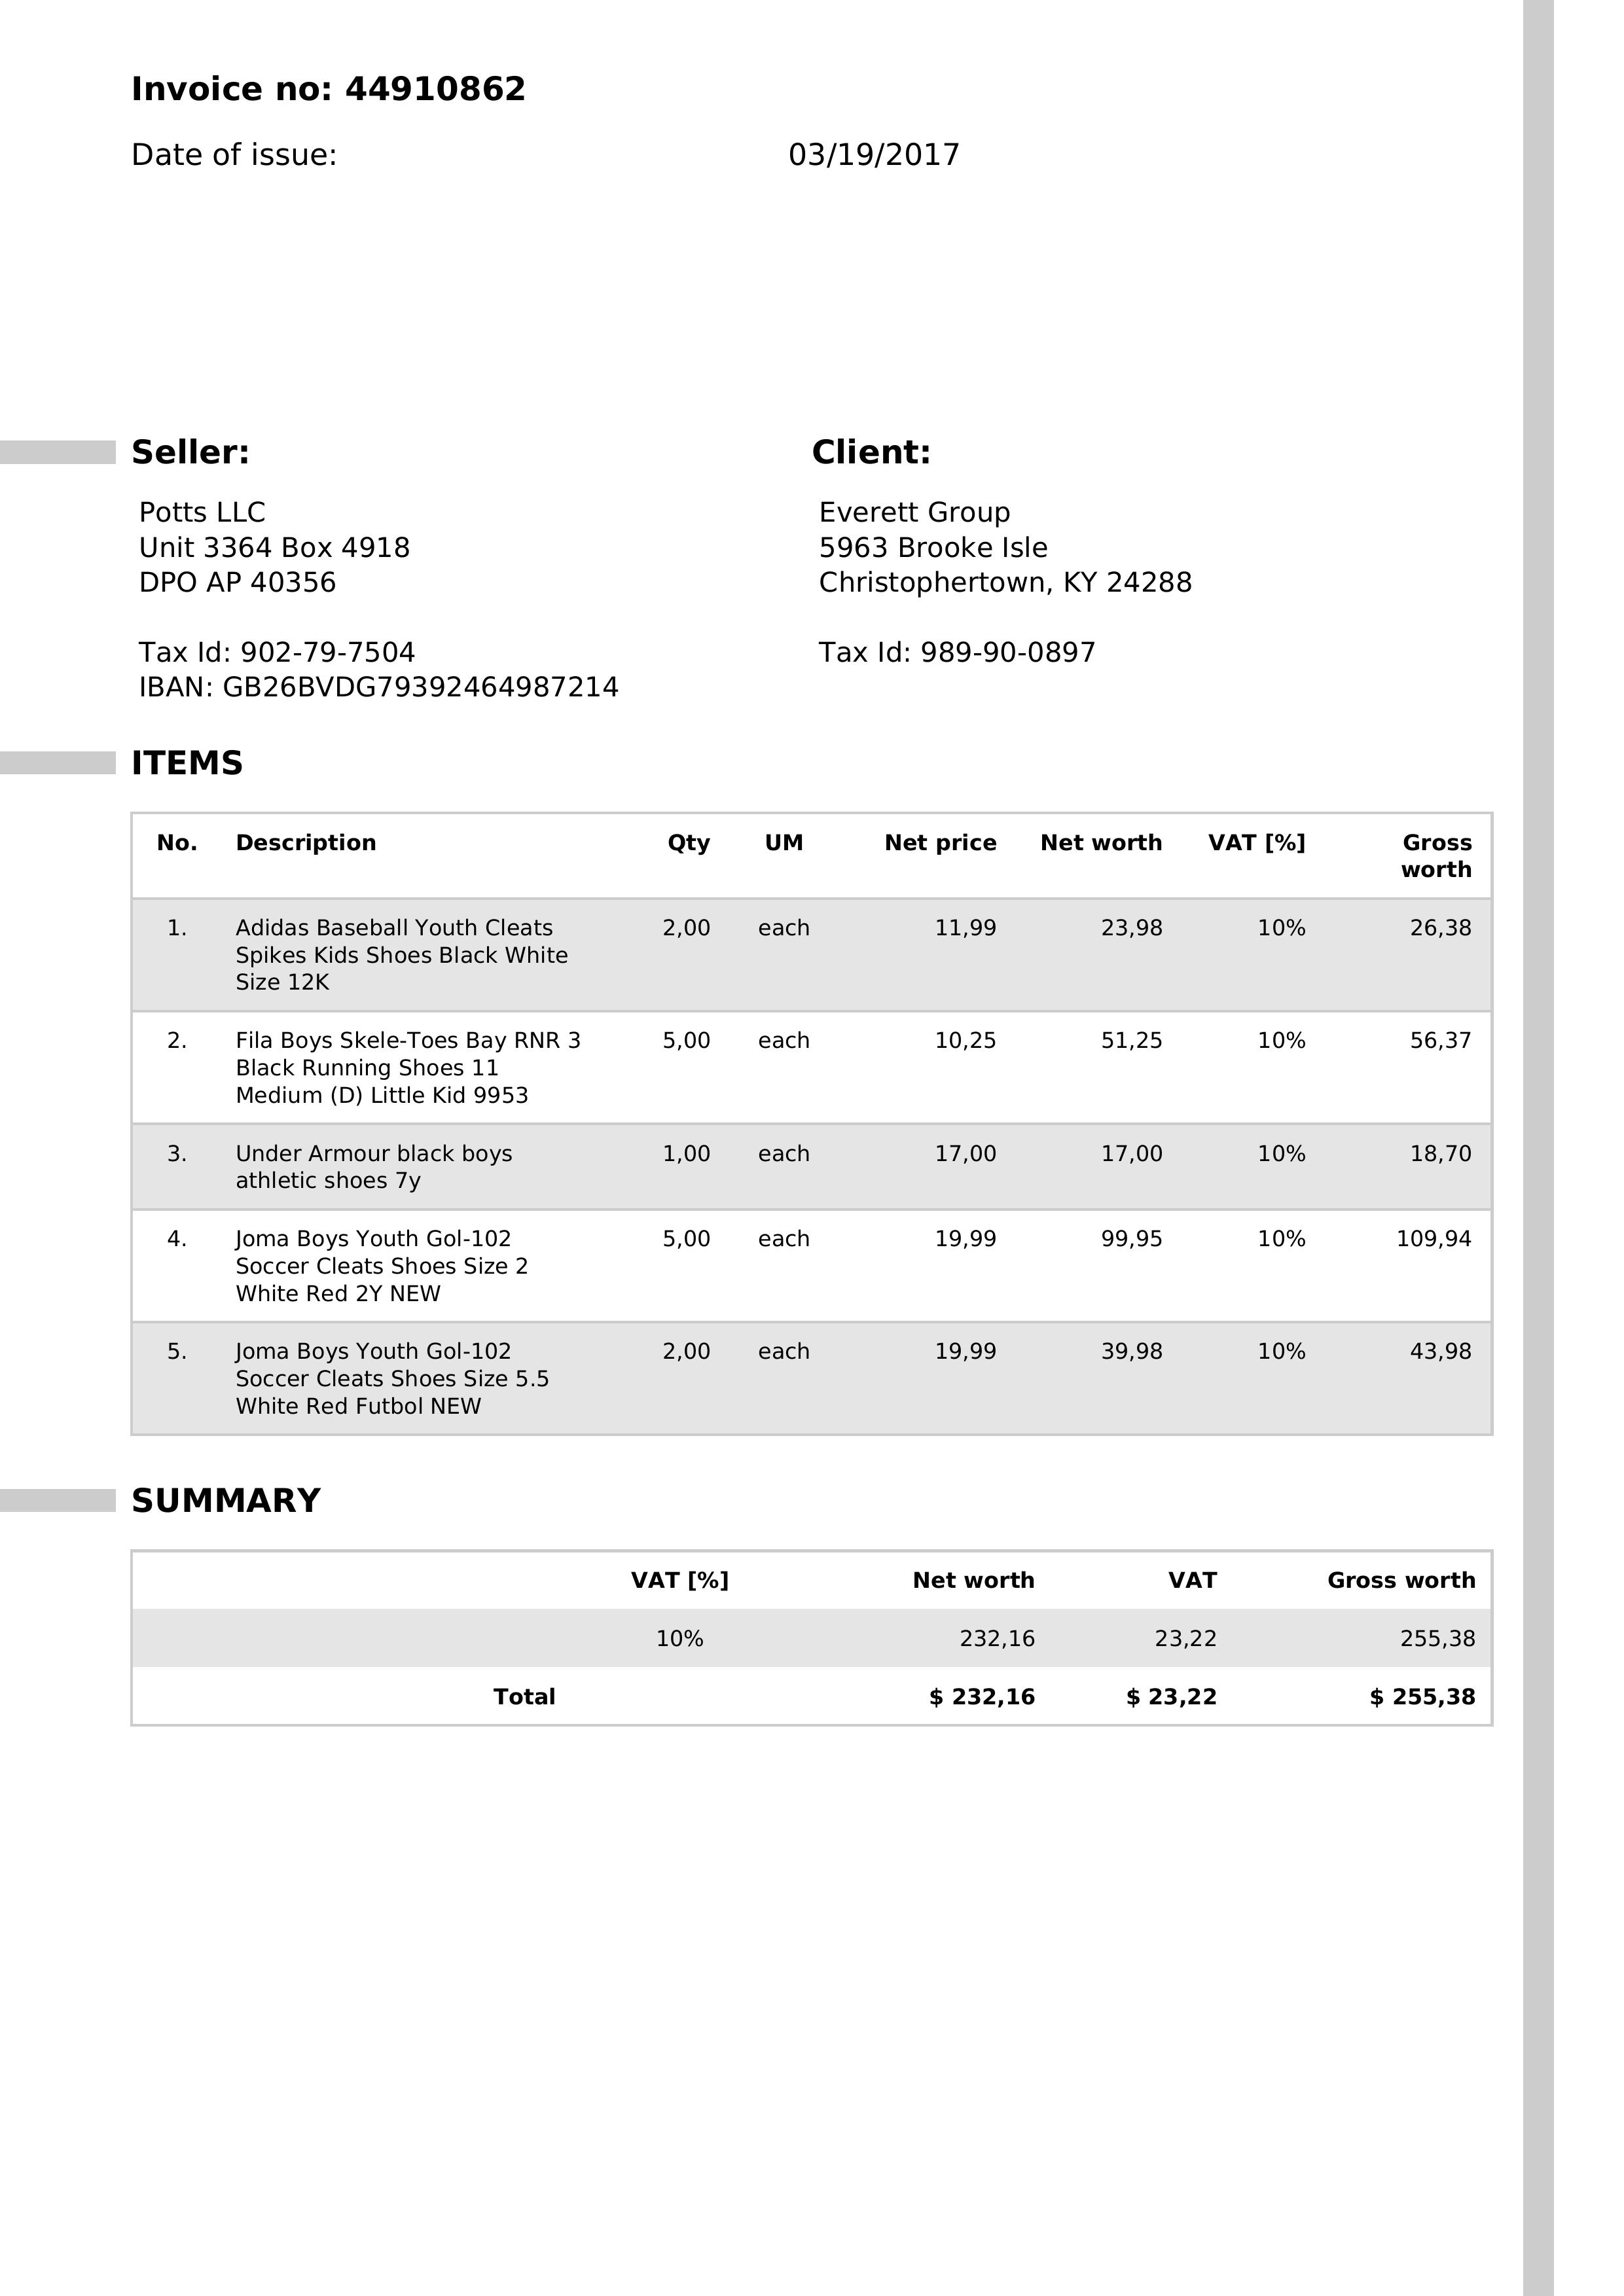 Invoice no: 44910862
Date of issue: 03/19/2017
Seller: Client:
Potts LLC Everett Group
Unit 3364 Box 4918 5963 Brooke Isle
DPO AP 40356 Christophertown, KY 24288
Tax Id: 902-79-7504 Tax Id: 989-90-0897
IBAN: GB26BVDG79392464987214
ITEMS
No. Description Qty UM Net price Net worth VAT [%] Gross
worth
1. Adidas Baseball Youth Cleats 2,00 each 11,99 23,98 10% 26,38
Spikes Kids Shoes Black White
Size 12K
2. Fila Boys Skele-Toes Bay RNR 3 5,00 each 10,25 51,25 10% 56,37
Black Running Shoes 11
Medium (D) Little Kid 9953
3. Under Armour black boys 1,00 each 17,00 17,00 10% 18,70
athletic shoes 7y
4. Joma Boys Youth Gol-102 5,00 each 19,99 99,95 10% 109,94
Soccer Cleats Shoes Size 2
White Red 2Y NEW
5. Joma Boys Youth Gol-102 2,00 each 19,99 39,98 10% 43,98
Soccer Cleats Shoes Size 5.5
White Red Futbol NEW
SUMMARY
VAT [%] Net worth VAT Gross worth
10% 232,16 23,22 255,38
Total $ 232,16 $ 23,22 $ 255,38